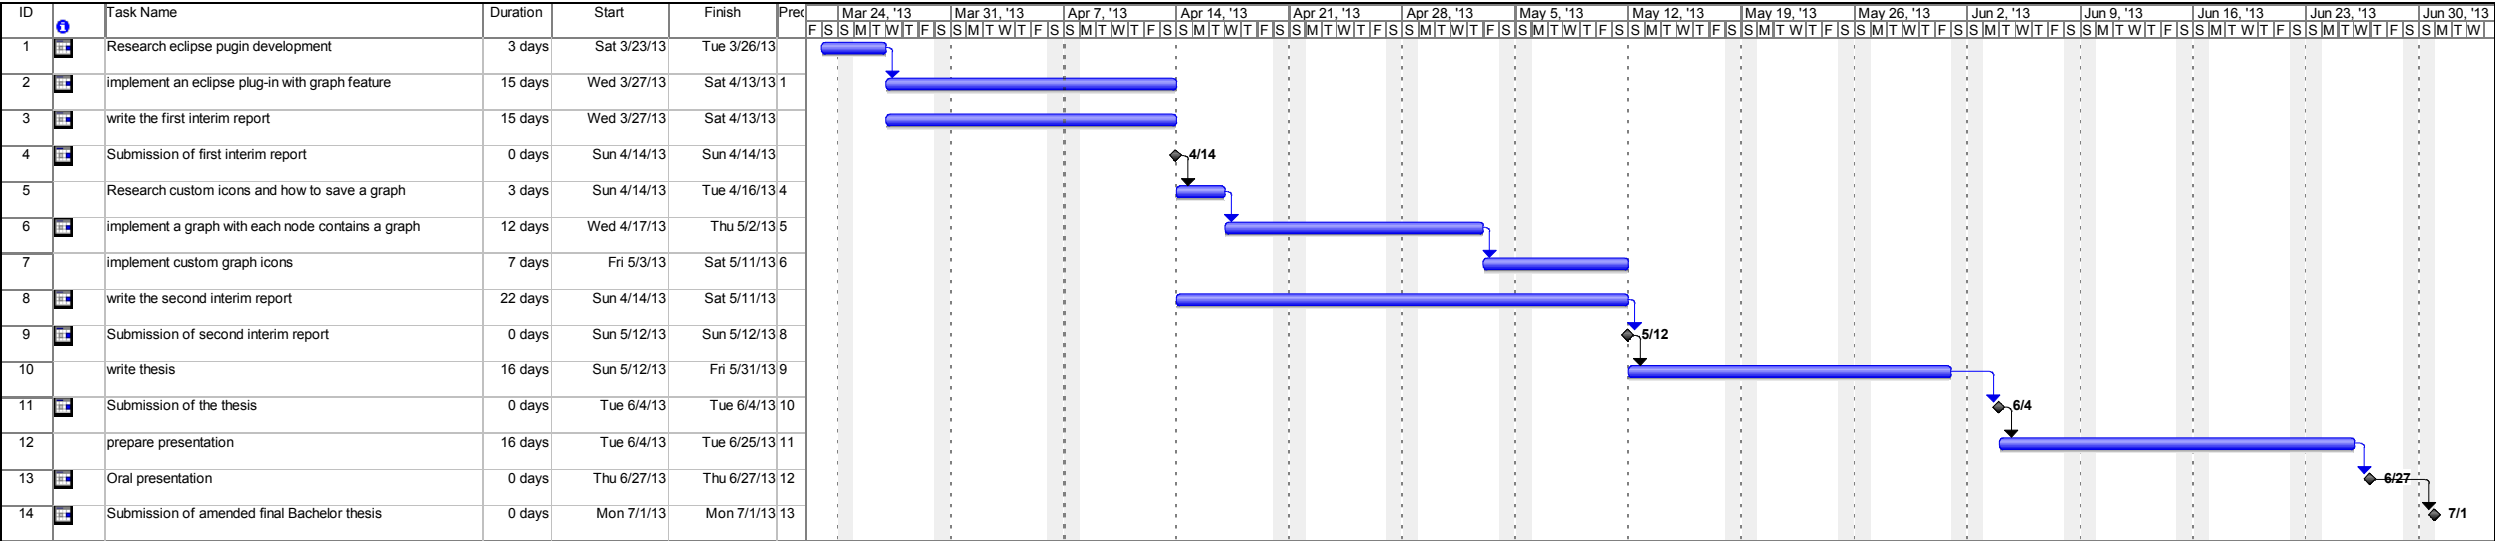 ID Task Name Duration Start Finish Pred Mar 24, '13 Mar 31, '13 Apr 7, '13 Apr 14, '13 Apr 21, '13 Apr 28, '13 May 5, '13 May 12, '13 May 19, '13 May 26, '13 Jun 2, '13 Jun 9, '13 Jun 16, '13 Jun 23, '13 Jun 30, '13
F S S M T W T F S S M T W T F S S M T W T F S S M T W T F S S M T W T F S S M T W T F S S M T W T F S S M T W T F S S M T W T F S S M T W T F S S M T W T F S S M T W T F S S M T W T F S S M T W T F S S M T W
1 Research eclipse pugin development 3 days Sat 3/23/13 Tue 3/26/13
2 implement an eclipse plug-in with graph feature 15 days Wed 3/27/13 Sat 4/13/13 1
3 write the first interim report 15 days Wed 3/27/13 Sat 4/13/13
4 Submission of first interim report 0 days Sun 4/14/13 Sun 4/14/13 4/14
5 Research custom icons and how to save a graph 3 days Sun 4/14/13 Tue 4/16/13 4
6 implement a graph with each node contains a graph 12 days Wed 4/17/13 Thu 5/2/13 5
7 implement custom graph icons 7 days Fri 5/3/13 Sat 5/11/13 6
8 write the second interim report 22 days Sun 4/14/13 Sat 5/11/13
9 Submission of second interim report 0 days Sun 5/12/13 Sun 5/12/13 8 5/12
10 write thesis 16 days Sun 5/12/13 Fri 5/31/13 9
11 Submission of the thesis 0 days Tue 6/4/13 Tue 6/4/13 10 6/4
12 prepare presentation 16 days Tue 6/4/13 Tue 6/25/13 11
13 Oral presentation 0 days Thu 6/27/13 Thu 6/27/13 12 6/27
14 Submission of amended final Bachelor thesis 0 days Mon 7/1/13 Mon 7/1/13 13 7/1